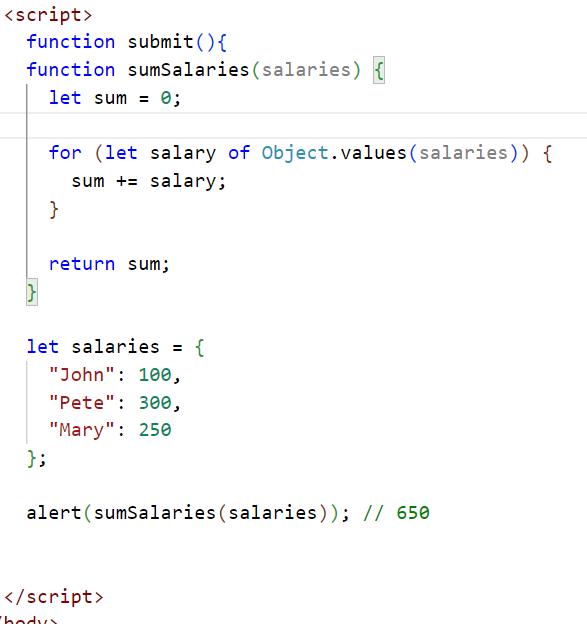 <script>
function submit(){
function sumSalaries(salaries) {
let sum = 0;
for (let salary of Object.values(salaries)) {
sum += salary;
}
return sum;
}
let salaries = {
"John": 100,
"Pete": 300,
"Mary": 250
};
alert(sumSalaries(salaries)); // 650
</script>
/body>